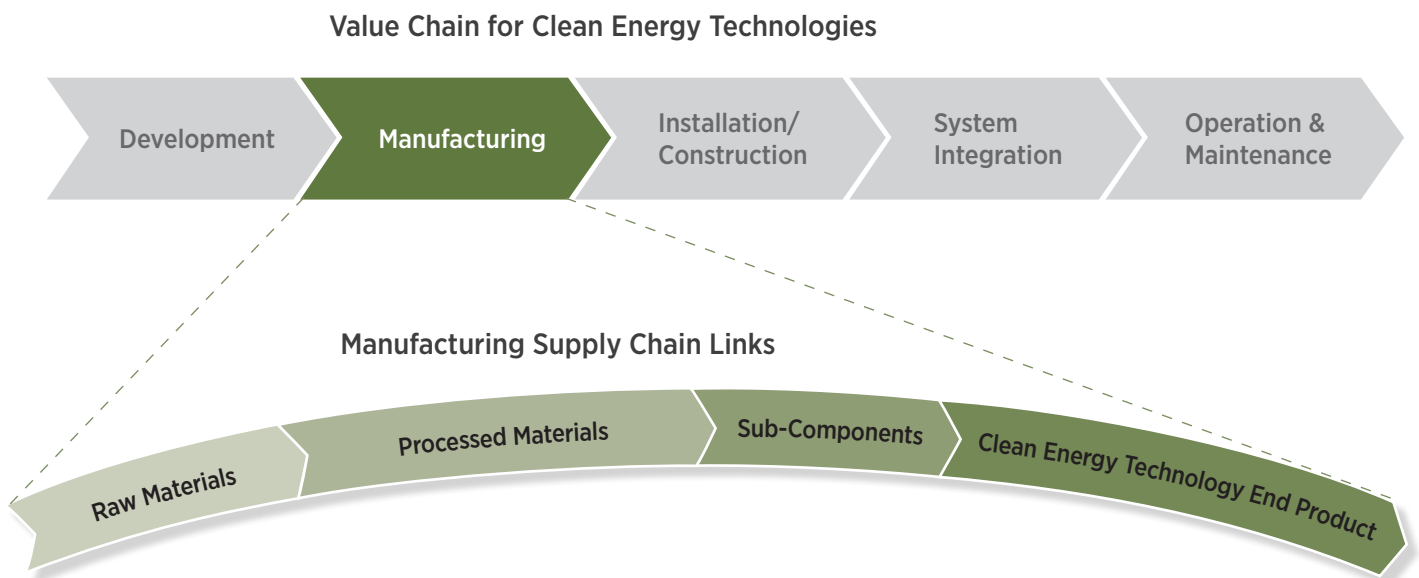 Value Chain for Clean Energy Technologies
Development
Manufacturing
Installation/
Construction
System
Integration
Operation &
Maintenance
Manufacturing Supply Chain Links
Raw Materials
Processed Materials
Sub-Components
Clean Energy Technology End Product